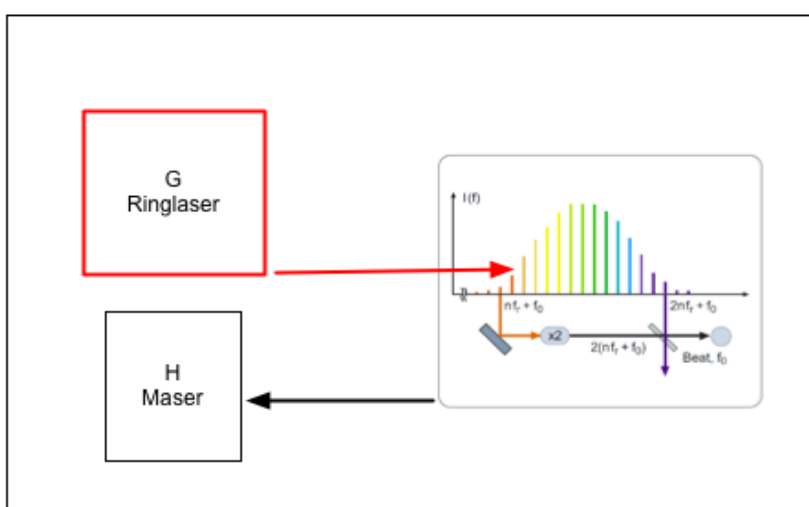 G
Ringlaser
I(f)
nfr + f0
2nfr + f0
x2
2(nfr + f0)
Beat, f0
H
Maser